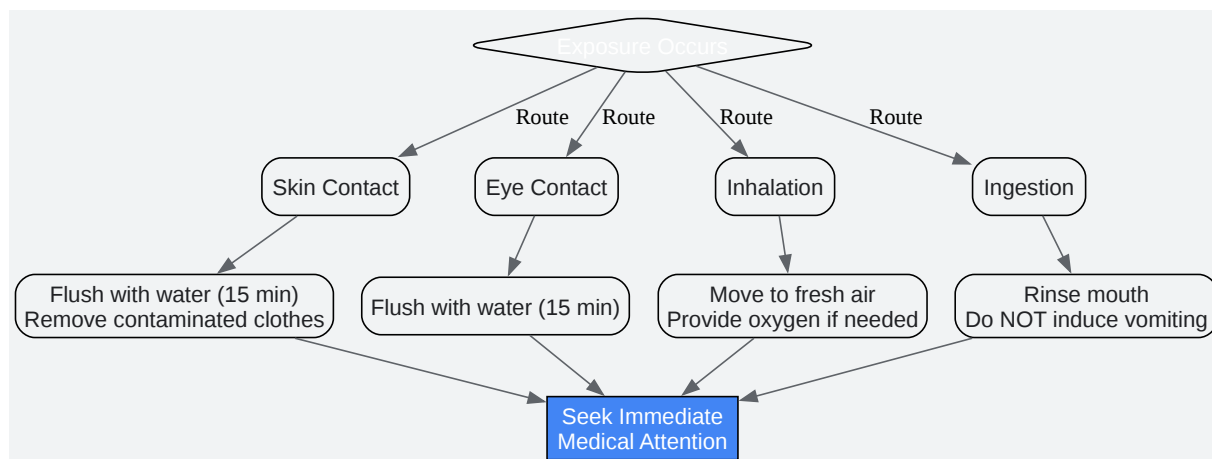 Exposure Occurs
Route
Route
Route
Route
Skin Contact
Eye Contact
Inhalation
Ingestion
Flush with water (15 min)
Remove contaminated clothes
Flush with water (15 min)
Move to fresh air
Provide oxygen if needed
Rinse mouth
Do NOT induce vomiting
Seek Immediate
Medical Attention